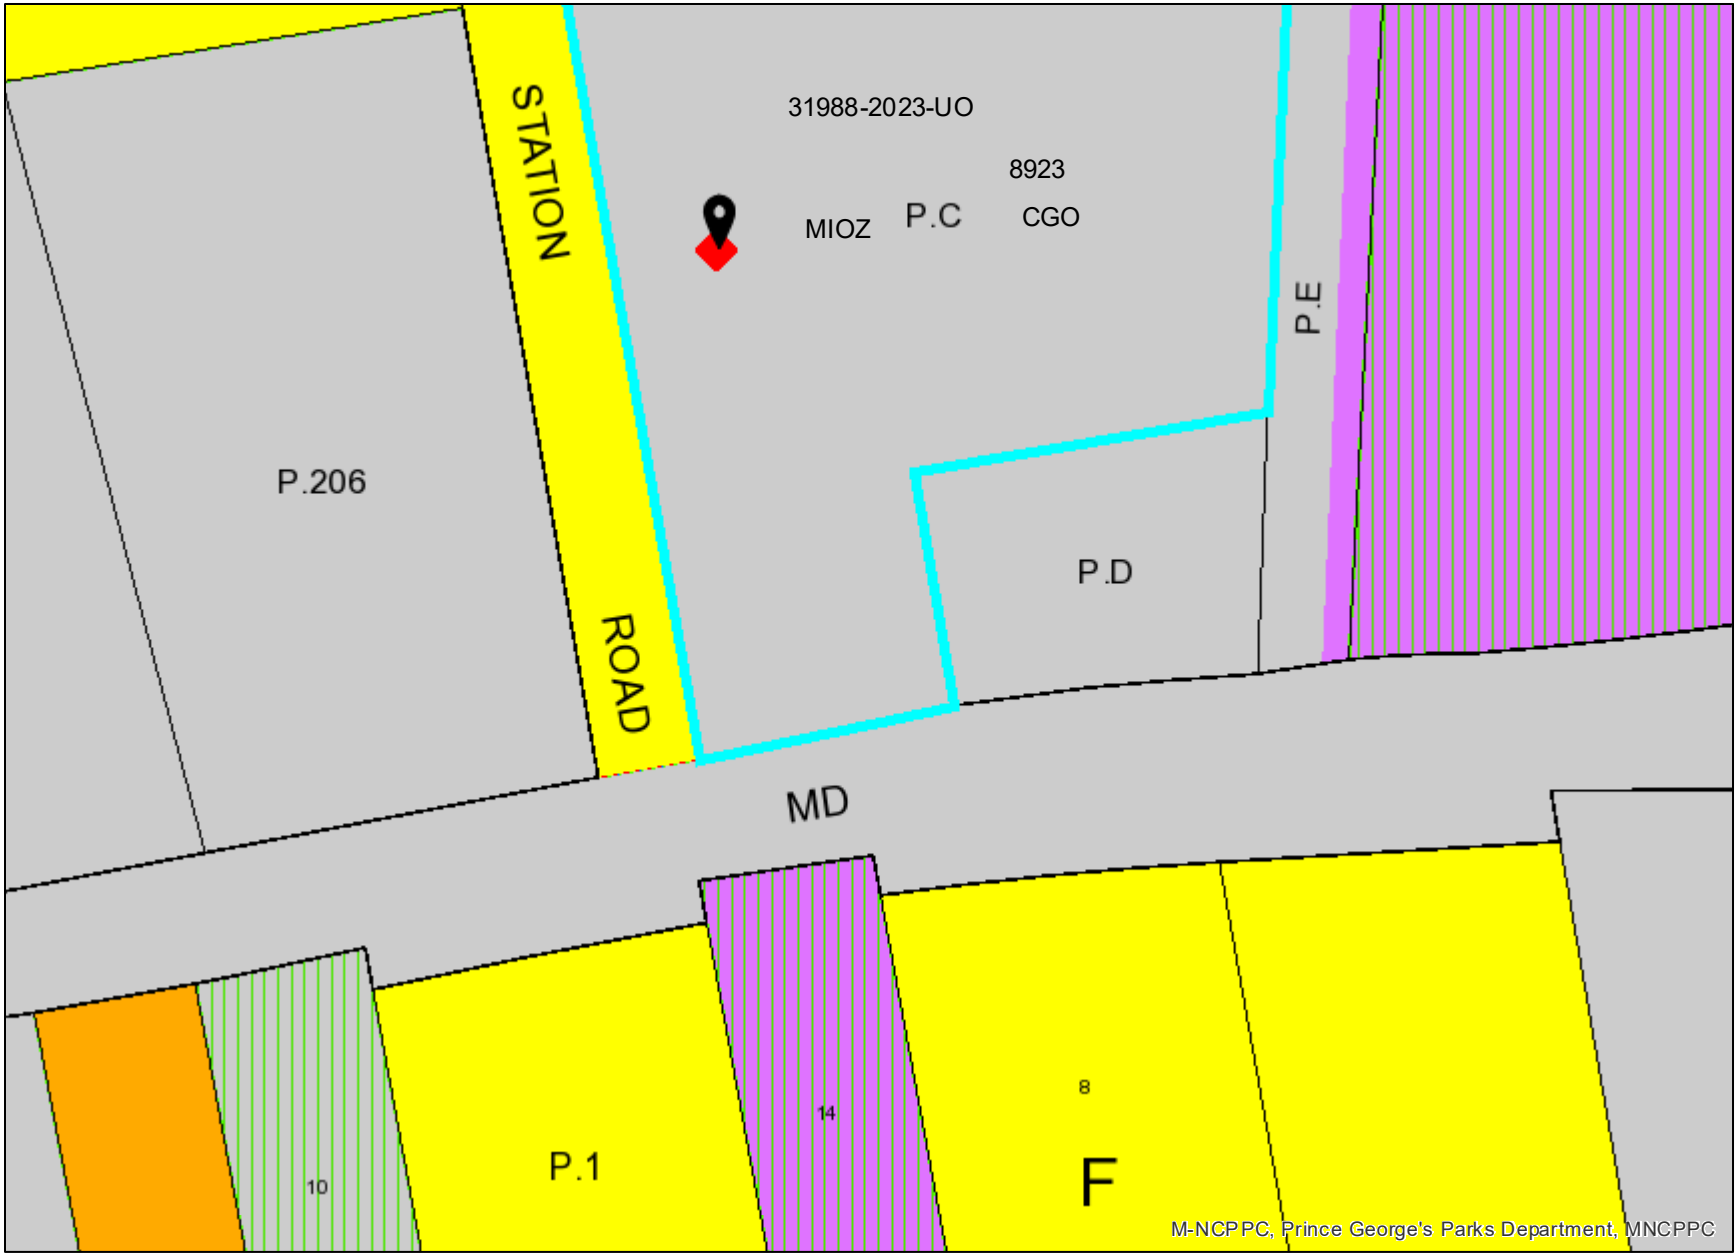 STATION
31988-2023-UO
8923
MIOZ
P.C
CGO
P.E
P.206
P.D
ROAD
MD
8
14
P.1
F
10
M-NCPPC, Prince George's Parks Department, MNCPPC